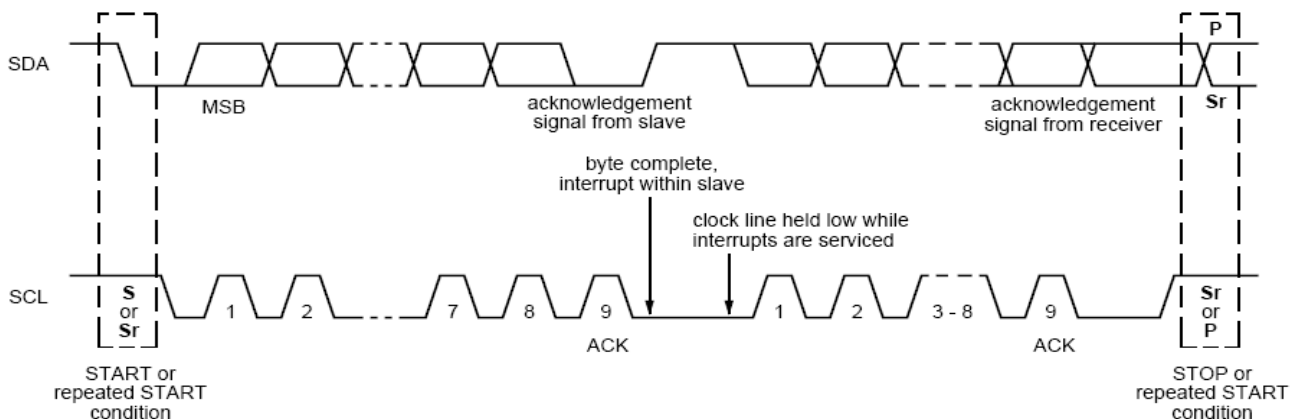 P
SDA
MSB
acknowledgement
signal from slave
acknowledgement
signal from receiver
Sr
byte complete,
interrupt within slave
clock line held low while
interrupts are serviced
SCL
S
or
Sr
1
2
7
8
9
1
2
3 - 8
9
Sr
or
P
ACK
ACK
START or
repeated START
condition
STOP or
repeated START
condition